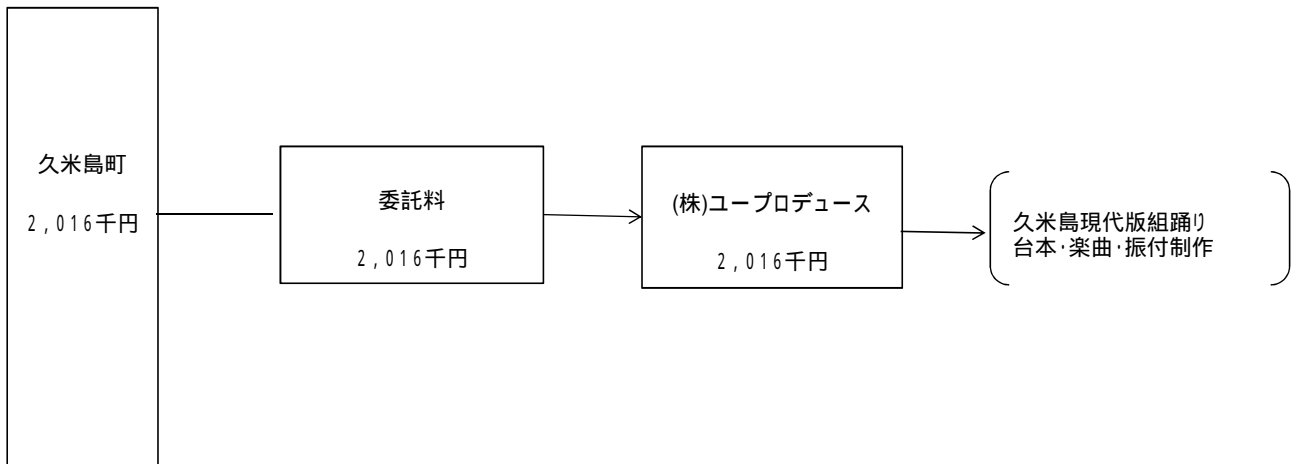 久米島町
2,016千円
委託料
2,016千円
(株)ユープロデュース
2,016千円
久米島現代版組踊り
台本・楽曲・振付制作